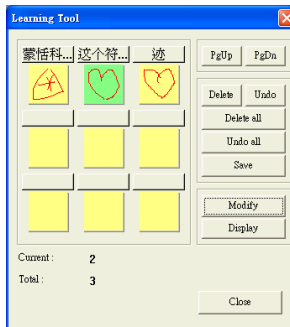 Learning Tool
蒙恬科... 这个符... 迹
PgUp PgDn
Delete Undo
Delete all
Undo all
Save
Modify
Display
Current : 2
Total : 3
Close